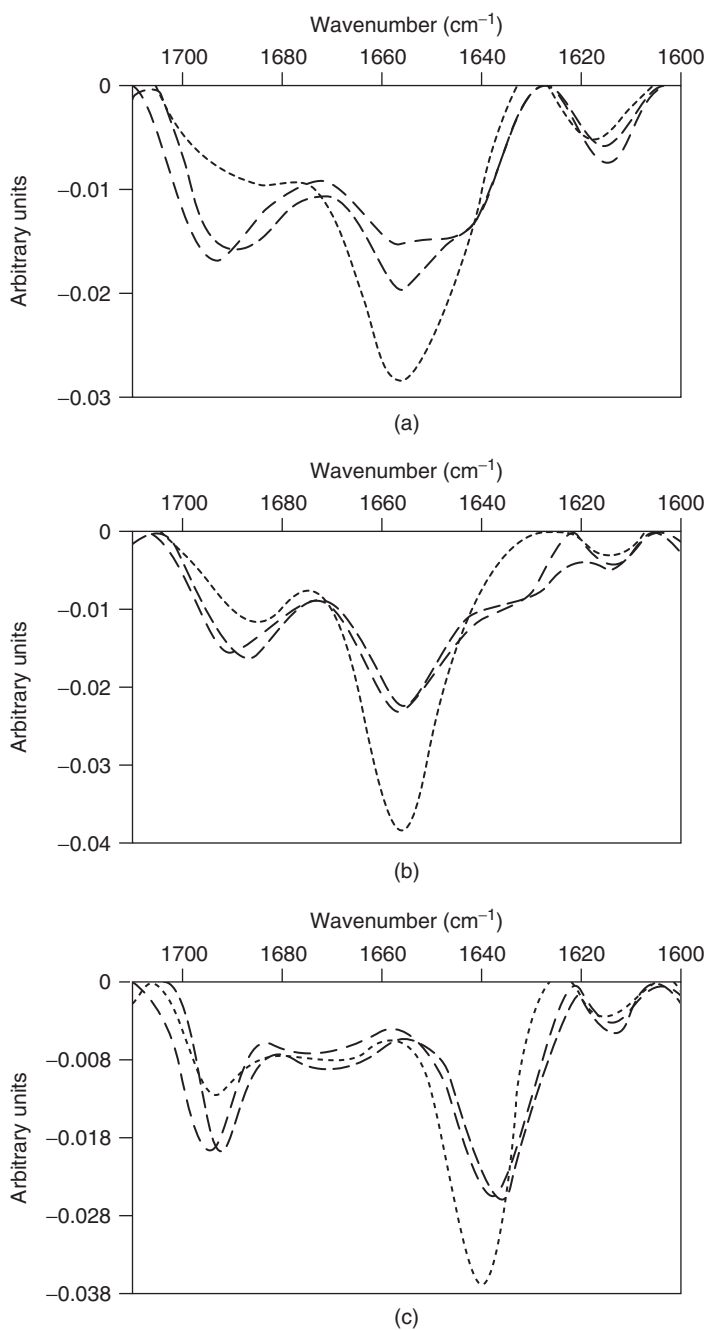 Wavenumber (cm⁻¹)
1700 1680 1660 1640 1620 1600
0
−0.01
−0.02
−0.03
Arbitrary units
(a)
Wavenumber (cm⁻¹)
1700 1680 1660 1640 1620 1600
0
−0.01
−0.02
−0.03
−0.04
Arbitrary units
(b)
Wavenumber (cm⁻¹)
1700 1680 1660 1640 1620 1600
0
−0.008
−0.018
−0.028
−0.038
Arbitrary units
(c)